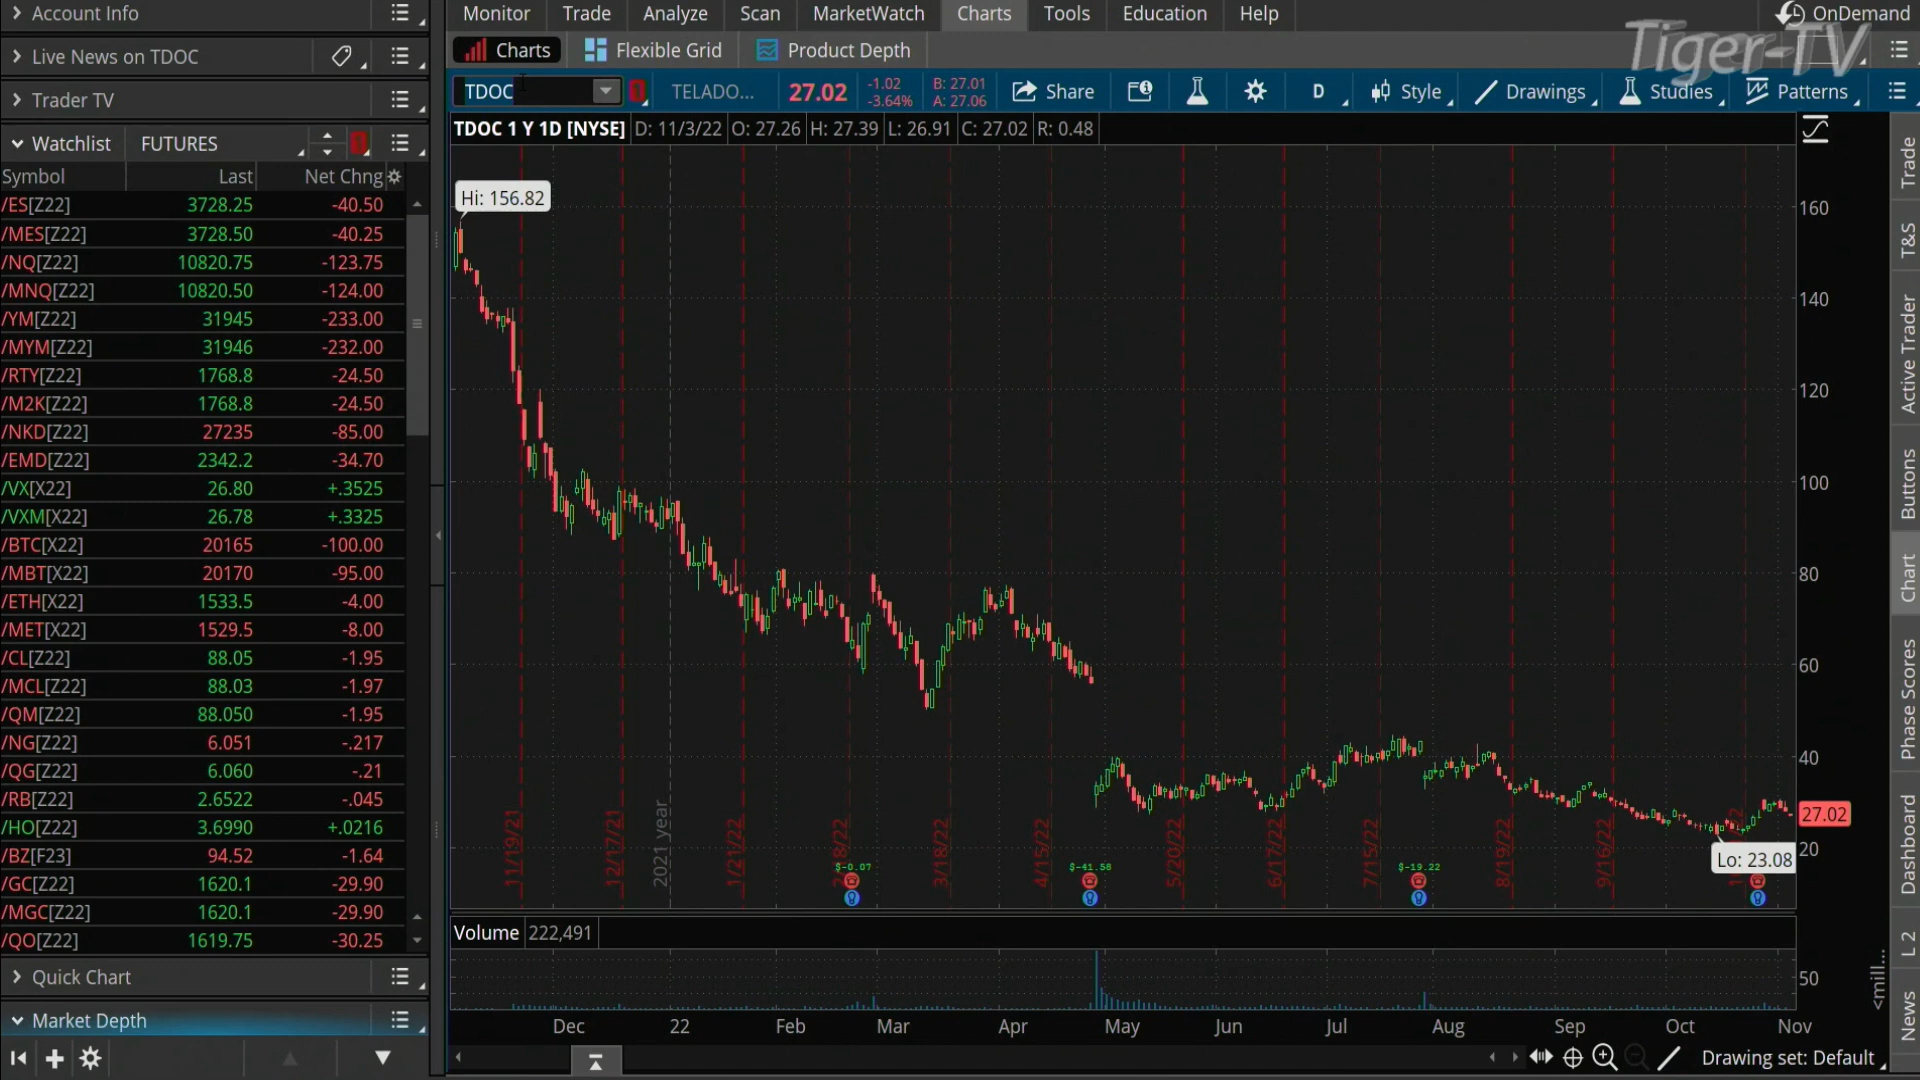 Account Info
Monitor Trade Analyze Scan MarketWatch Charts Tools Education Help OnDemand
Tiger-TV
Live News on TDOC
Charts Flexible Grid Product Depth
Trader TV
TDOC TELADO... 27.02 -1.02 -3.64% B: 27.01 A: 27.06 Share D Style Drawings Studies Patterns
Watchlist FUTURES
TDOC 1 Y 1D [NYSE] D: 11/3/22 O: 27.26 H: 27.39 L: 26.91 C: 27.02 R: 0.48
Symbol Last Net Chng
/ES[Z22] 3728.25 -40.50
/MES[Z22] 3728.50 -40.25
/NQ[Z22] 10820.75 -123.75
/MNQ[Z22] 10820.50 -124.00
/YM[Z22] 31945 -233.00
/MYM[Z22] 31946 -232.00
/RTY[Z22] 1768.8 -24.50
/M2K[Z22] 1768.8 -24.50
/NKD[Z22] 27235 -85.00
/EMD[Z22] 2342.2 -34.70
/VX[X22] 26.80 +.3525
/VXM[X22] 26.78 +.3325
/BTC[X22] 20165 -100.00
/MBT[X22] 20170 -95.00
/ETH[X22] 1533.5 -4.00
/MET[X22] 1529.5 -8.00
/CL[Z22] 88.05 -1.95
/MCL[Z22] 88.03 -1.97
/QM[Z22] 88.050 -1.95
/NG[Z22] 6.051 -.217
/QG[Z22] 6.060 -.21
/RB[Z22] 2.6522 -.045
/HO[Z22] 3.6990 +.0216
/BZ[F23] 94.52 -1.64
/GC[Z22] 1620.1 -29.90
/MGC[Z22] 1620.1 -29.90
/QO[Z22] 1619.75 -30.25
Quick Chart
Market Depth
Hi: 156.82
160
140
120
100
80
60
40
27.02
20
Lo: 23.08
11/19/21
12/17/21
2021 year
1/21/22
3/18/22
4/15/22
5/20/22
6/17/22
7/15/22
8/19/22
9/16/22
$-0.07
$-41.58
$-19.22
Volume 222,491
50
<mill...
Dec 22 Feb Mar Apr May Jun Jul Aug Sep Oct Nov
Drawing set: Default
Trade
T&S
Active Trader
Buttons
Chart
Phase Scores
Dashboard
L 2
News